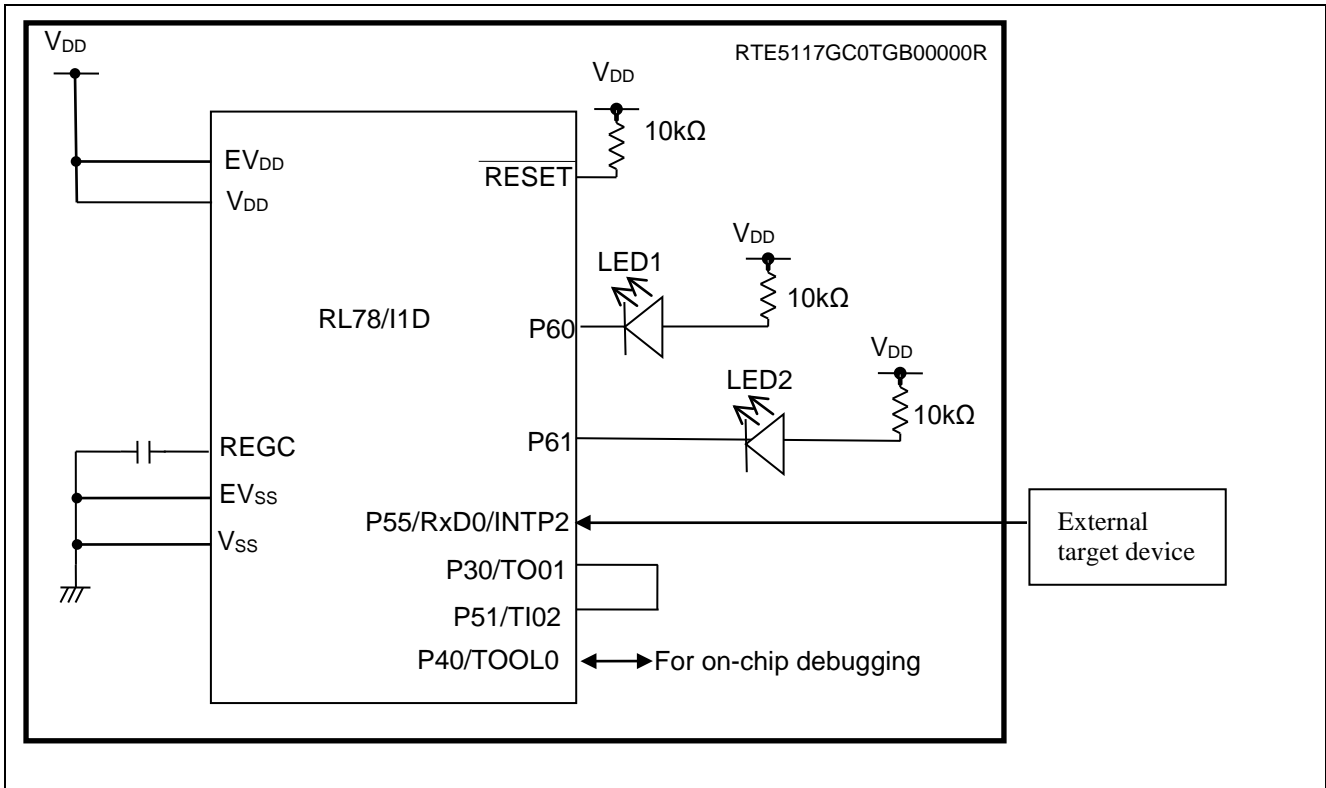 VDD
RTE5117GC0TGB00000R
VDD
10kΩ
EVDD
RESET
VDD
VDD
LED1
10kΩ
RL78/I1D
P60
VDD
LED2
10kΩ
P61
REGC
EVSS
P55/RxD0/INTP2
External
target device
VSS
P30/TO01
P51/TI02
P40/TOOL0
For on-chip debugging